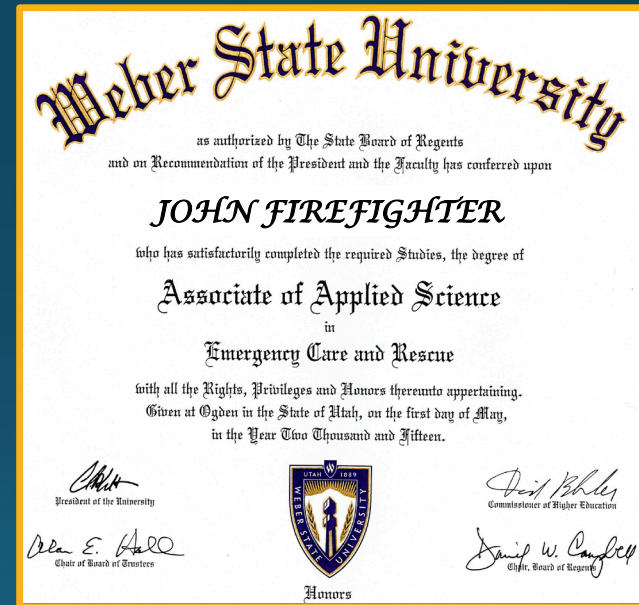 Weber State University
as authorized by The State Board of Regents
and on Recommendation of the President and the Faculty has conferred upon
JOHN FIREFIGHTER
who has satisfactorily completed the required Studies, the degree of
Associate of Applied Science
in
Emergency Care and Rescue
with all the Rights, Privileges and Honors thereunto appertaining.
Given at Ogden in the State of Utah, on the first day of May,
in the Year Two Thousand and Fifteen.
President of the University
Alan E. Hall
Chair of Board of Trustees
UTAH W 1889
WEBER STATE UNIVERSITY
Commissioner of Higher Education
Daniel W. Campbell
Chair, Board of Regents
Honors